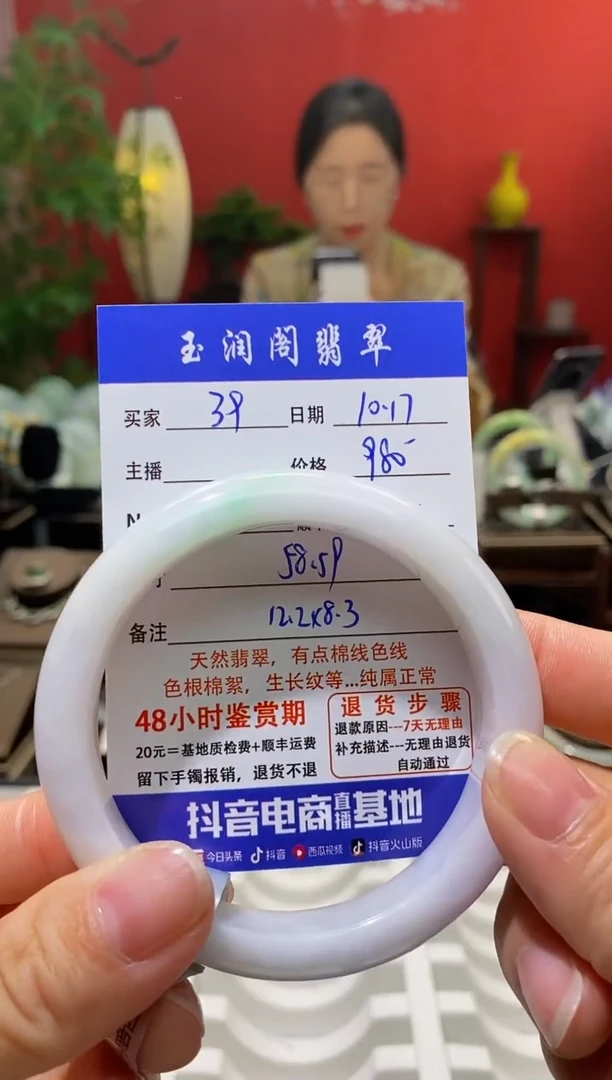 玉润阁翡翠
买家 39 日期 10.17
主播 价格 980
58.59
备注 12.2x8.3
天然翡翠，有点棉线色线
色根棉絮，生长纹等...纯属正常
48小时鉴赏期
20元＝基地质检费+顺丰运费
留下手镯报销，退货不退
退货步骤
退款原因---7天无理由
补充描述---无理由退货
自动通过
抖音电商直播基地
今日头条 抖音 西瓜视频 抖音火山版